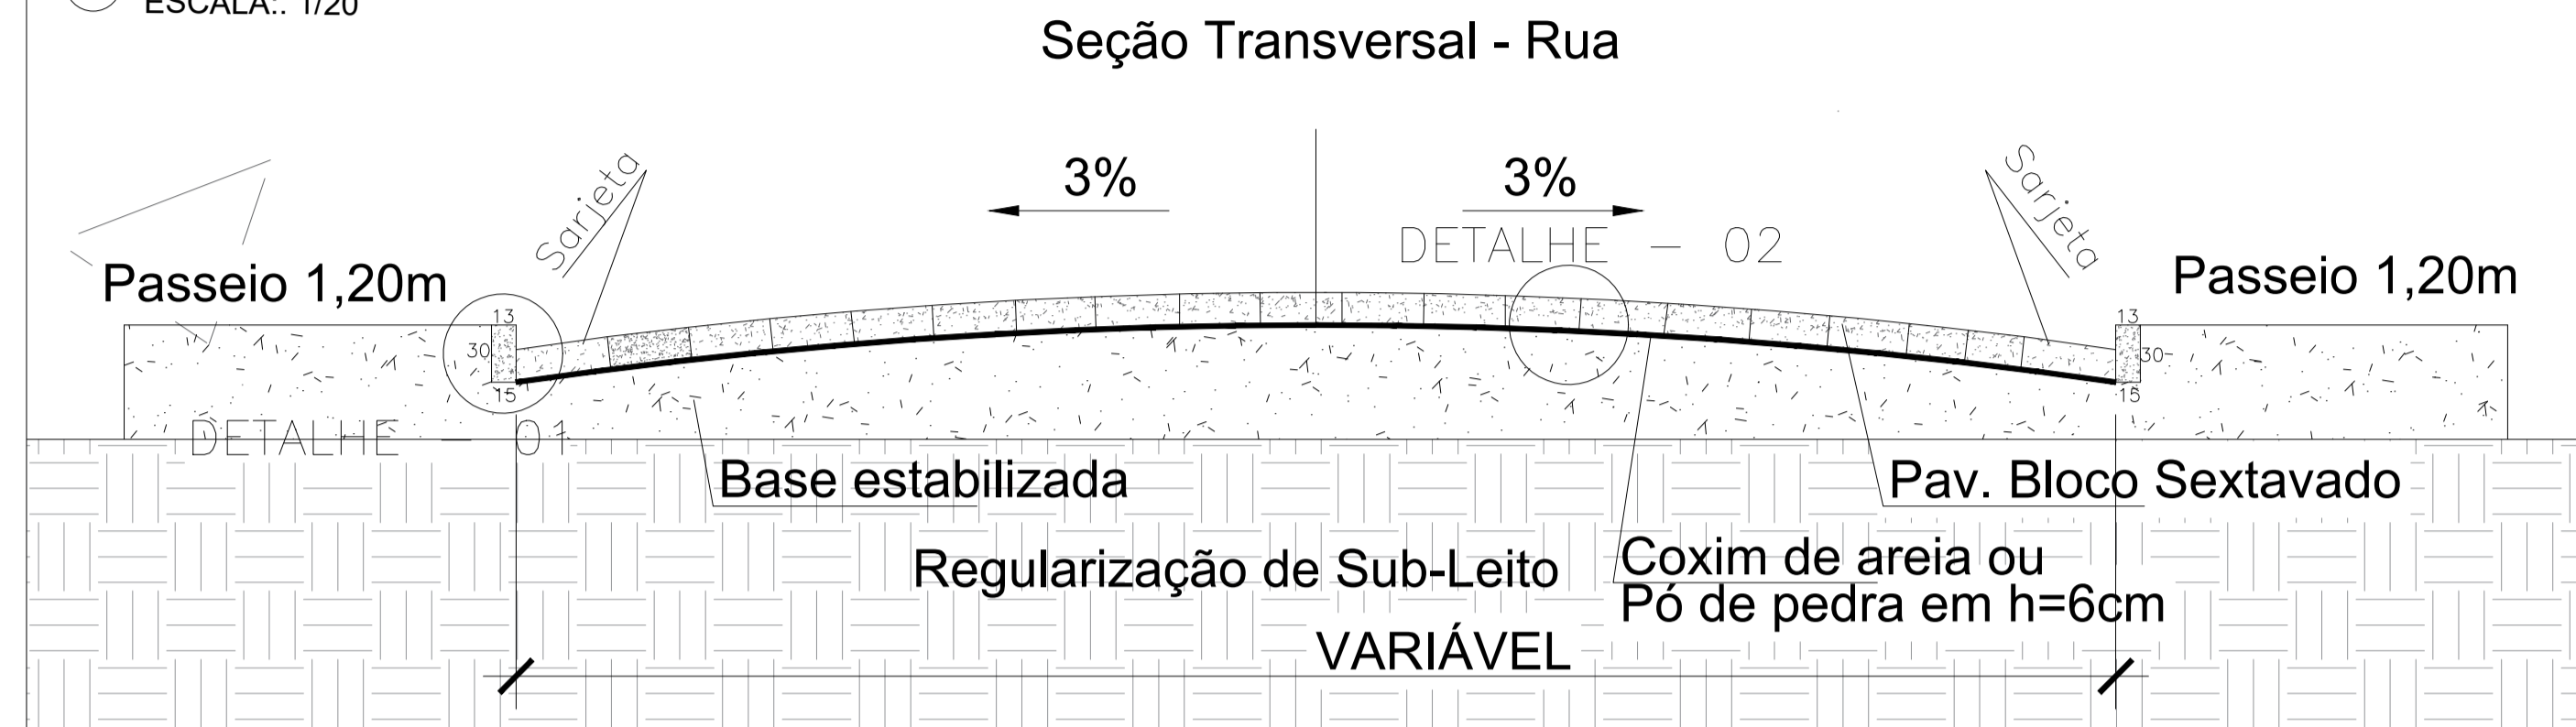 ESCALA:. 1/20
Seção Transversal - Rua
Sarjeta
3%
3%
Sarjeta
DETALHE - 02
Passeio 1,20m
Passeio 1,20m
13
13
30
30
15
15
DETALHE - 01
Base estabilizada
Pav. Bloco Sextavado
Regularização de Sub-Leito
Coxim de areia ou
Pó de pedra em h=6cm
VARIÁVEL